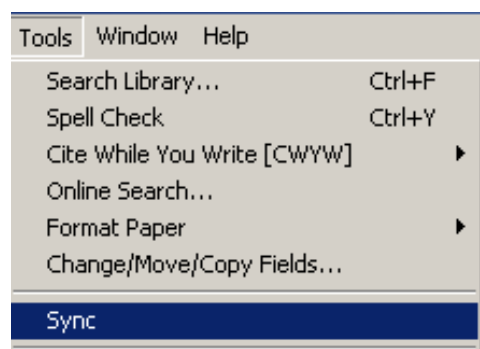 Tools Window Help
Search Library... Ctrl+F
Spell Check Ctrl+Y
Cite While You Write [CWYW]
Online Search...
Format Paper
Change/Move/Copy Fields...
Sync